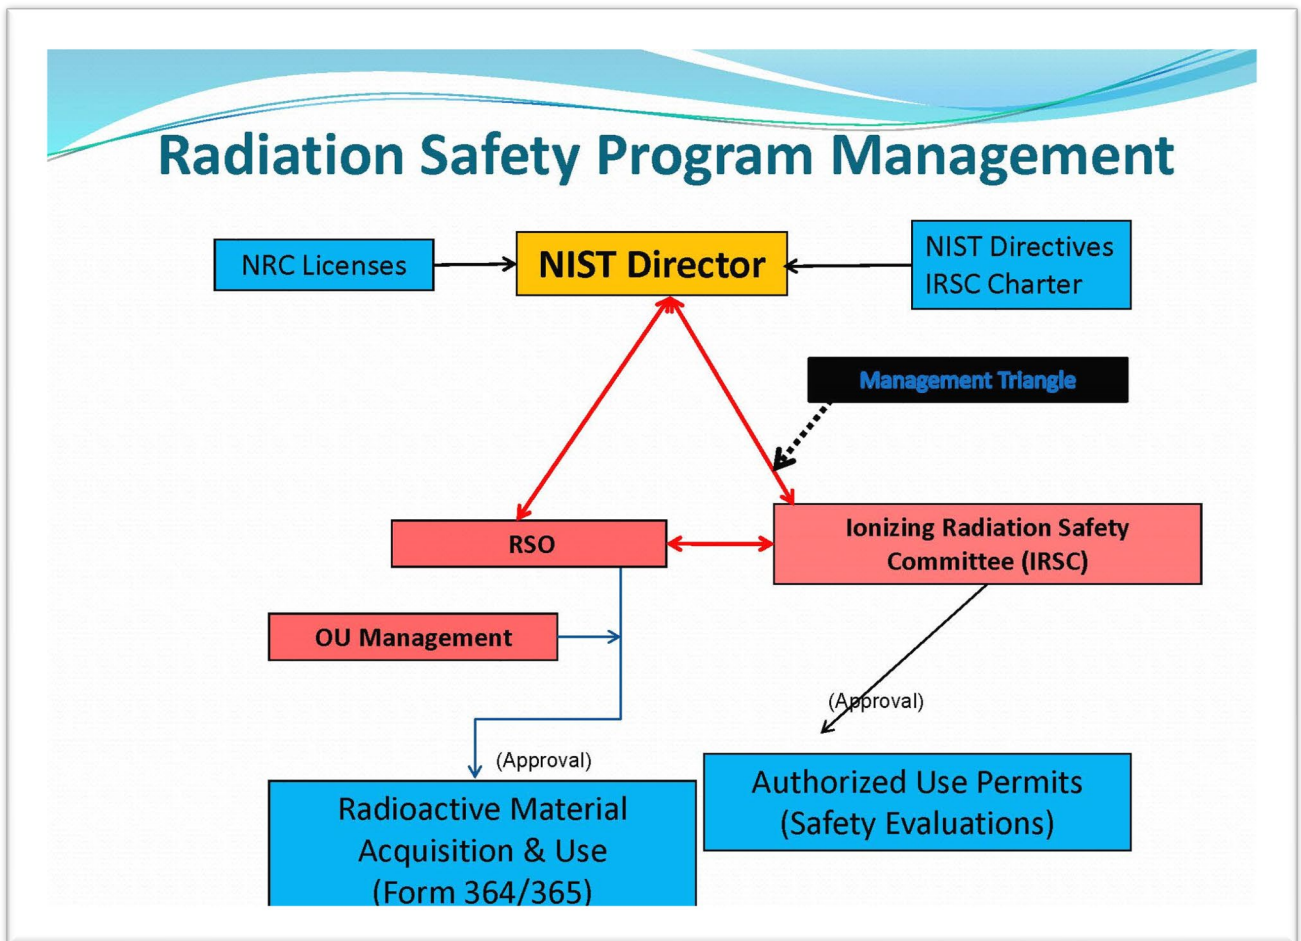 Radiation Safety Program Management
NRC Licenses
NIST Director
NIST Directives
IRSC Charter
Management Triangle
RSO
Ionizing Radiation Safety
Committee (IRSC)
OU Management
(Approval)
(Approval)
Radioactive Material
Acquisition & Use
(Form 364/365)
Authorized Use Permits
(Safety Evaluations)